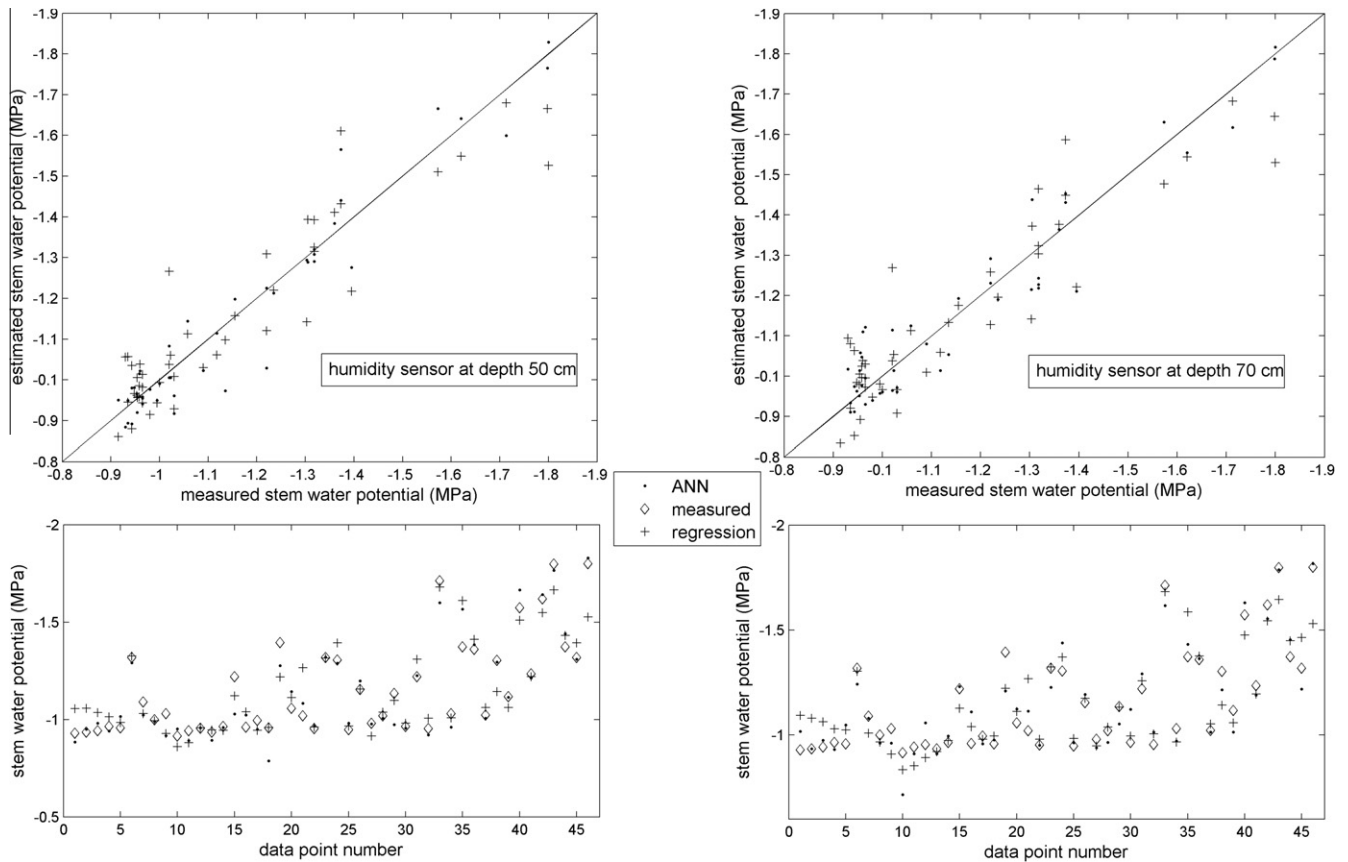 estimated stem water potential (MPa)
-1.9
-1.8
-1.7
-1.6
-1.5
-1.4
-1.3
-1.2
-1.1
-0.1
-0.9
-0.8
humidity sensor at depth 50 cm
-0.8 -0.9 -1 -1.1 -1.2 -1.3 -1.4 -1.5 -1.6 -1.7 -1.8 -1.9
measured stem water potential (MPa)
estimated stem water potential (MPa)
-1.9
-1.8
-1.7
-1.6
-1.5
-1.4
-1.3
-1.2
-1.1
-0.1
-0.9
-0.8
humidity sensor at depth 70 cm
-0.8 -0.9 -0.1 -1.1 -1.2 -1.3 -1.4 -1.5 -1.6 -1.7 -1.8 -1.9
measured stem water potential (MPa)
ANN
measured
regression
stem water potential (MPa)
-2
-1.5
-1
-0.5
0 5 10 15 20 25 30 35 40 45
data point number
stem water potential (MPa)
-2
-1.5
-1
0 5 10 15 20 25 30 35 40 45
data point number